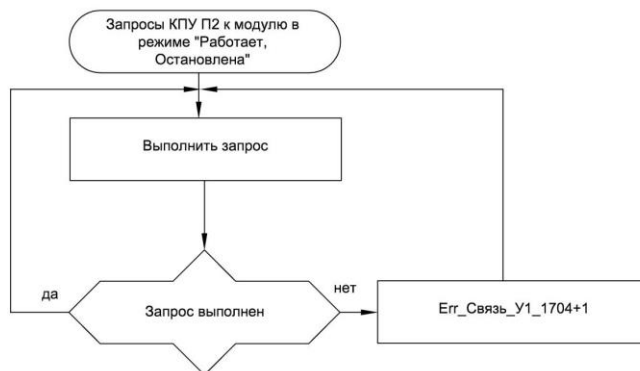 Запросы КПУ П2 к модулю в
режиме "Работает,
Остановлена"
Выполнить запрос
да
Запрос выполнен
нет
Err_Связь_У1_1704+1